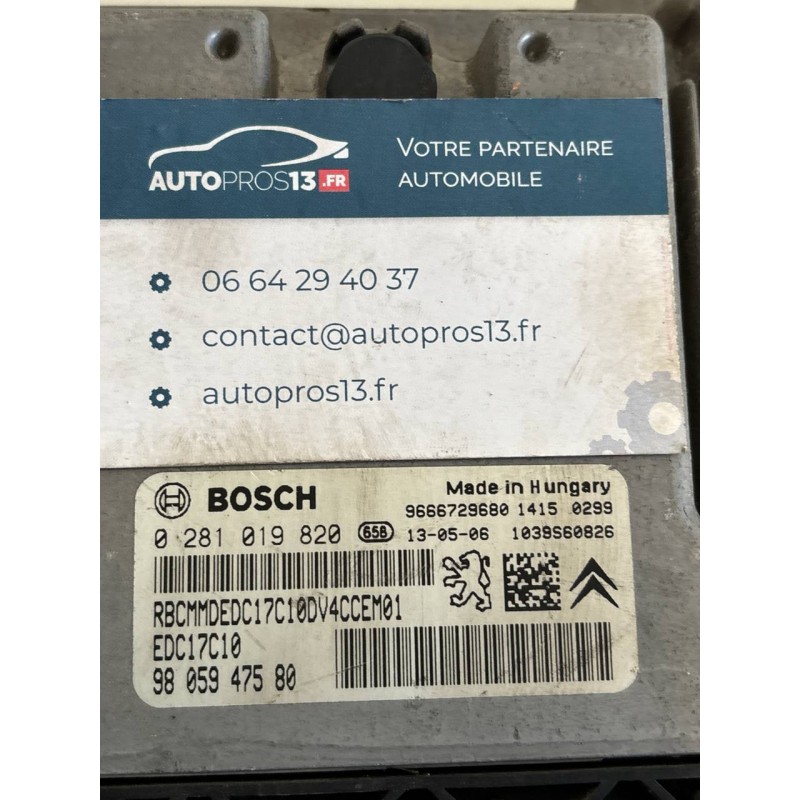 VOTRE PARTENAIRE
AUTOMOBILE
AUTOPROS13.FR
06 64 29 40 37
contact@autopros13.fr
autopros13.fr
BOSCH
Made in Hungary
9666729680 1415 0299
0 281 019 820 65B 13-05-06 1039S60826
RBCMMDEDC17C10DV4CCEM01
EDC17C10
98 059 475 80